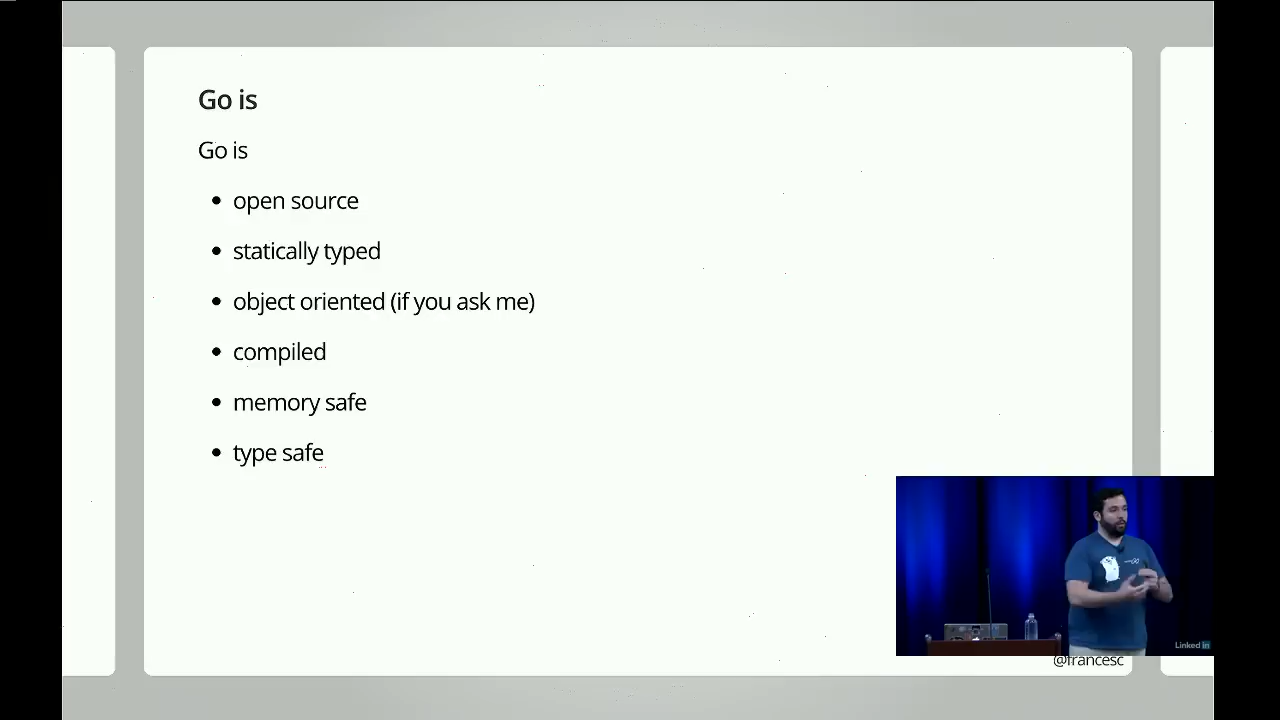 Go is
Go is
• open source
• statically typed
• object oriented (if you ask me)
• compiled
• memory safe
• type safe
Linked in
@francesc